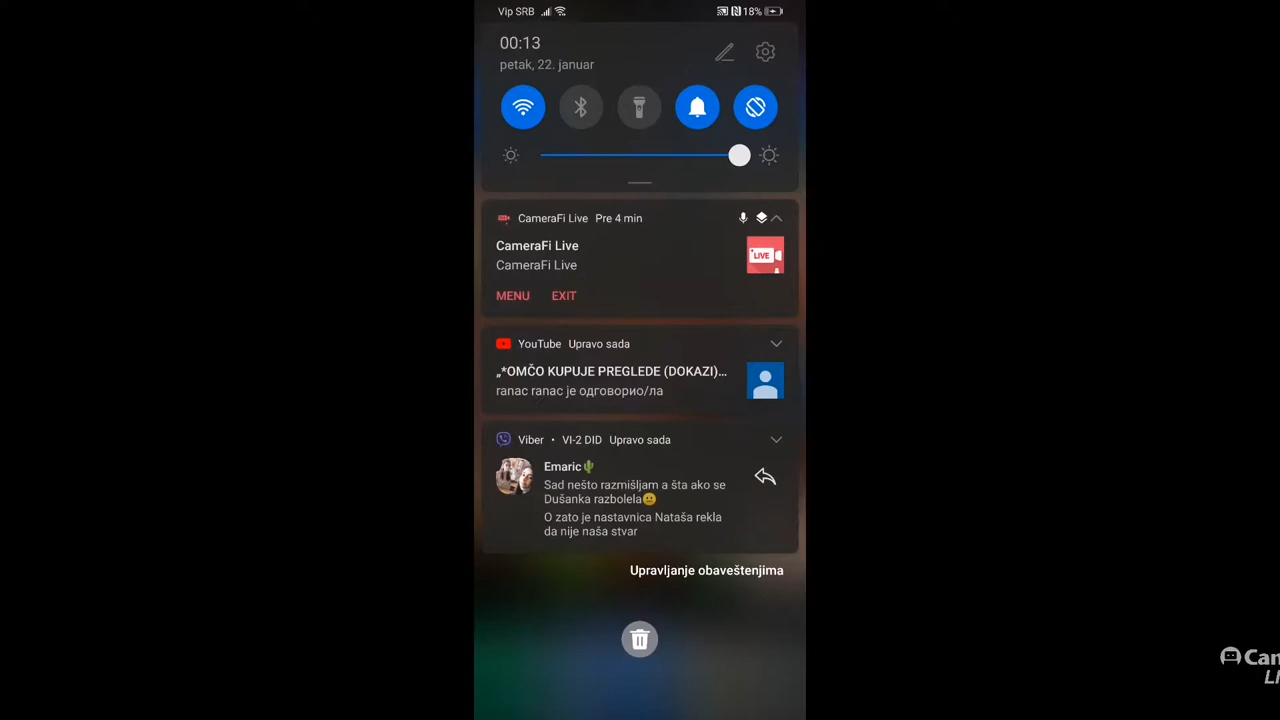 Vip SRB
18%
00:13
petak, 22. januar
CameraFi Live Pre 4 min
CameraFi Live
CameraFi Live
LIVE
MENU EXIT
YouTube Upravo sada
„*OMČO KUPUJE PREGLEDE (DOKAZI)...
ranac ranac је одговорио/ла
Viber • VI-2 DID Upravo sada
Emaric🌵
Sad nešto razmišljam a šta ako se
Dušanka razbolela😐
O zato je nastavnica Nataša rekla
da nije naša stvar
Upravljanje obaveštenjima